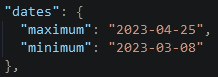 "dates": {
"maximum": "2023-04-25",
"minimum": "2023-03-08"
},